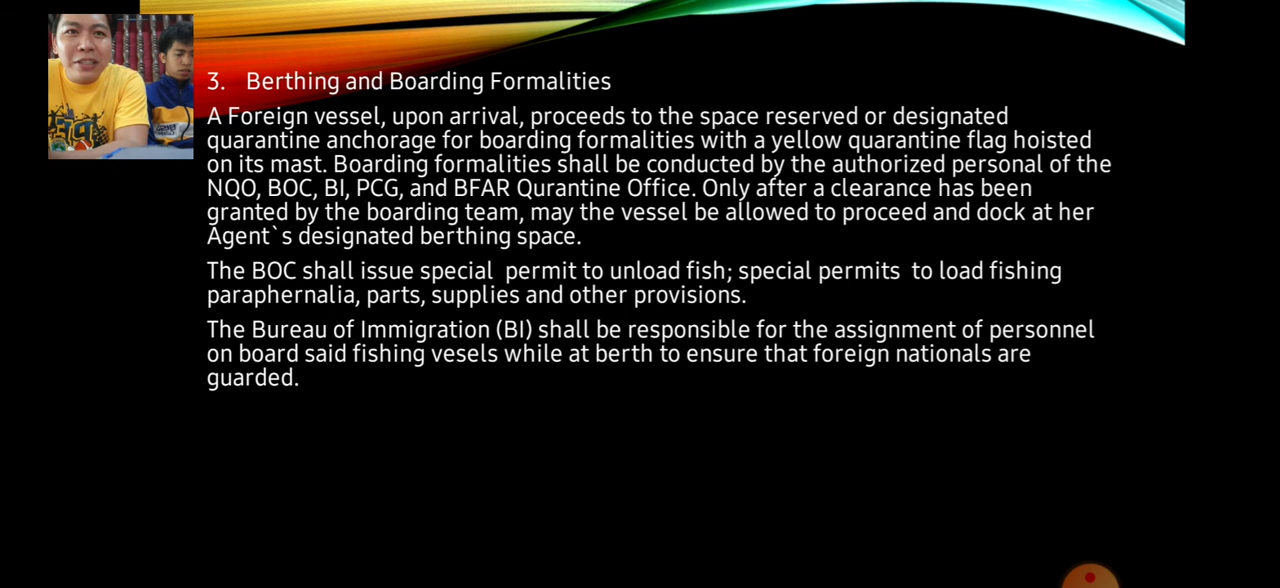 3. Berthing and Boarding Formalities
A Foreign vessel, upon arrival, proceeds to the space reserved or designated
quarantine anchorage for boarding formalities with a yellow quarantine flag hoisted
on its mast. Boarding formalities shall be conducted by the authorized personal of the
NQO, BOC, BI, PCG, and BFAR Qurantine Office. Only after a clearance has been
granted by the boarding team, may the vessel be allowed to proceed and dock at her
Agent`s designated berthing space.
The BOC shall issue special permit to unload fish; special permits to load fishing
paraphernalia, parts, supplies and other provisions.
The Bureau of Immigration (BI) shall be responsible for the assignment of personnel
on board said fishing vesels while at berth to ensure that foreign nationals are
guarded.